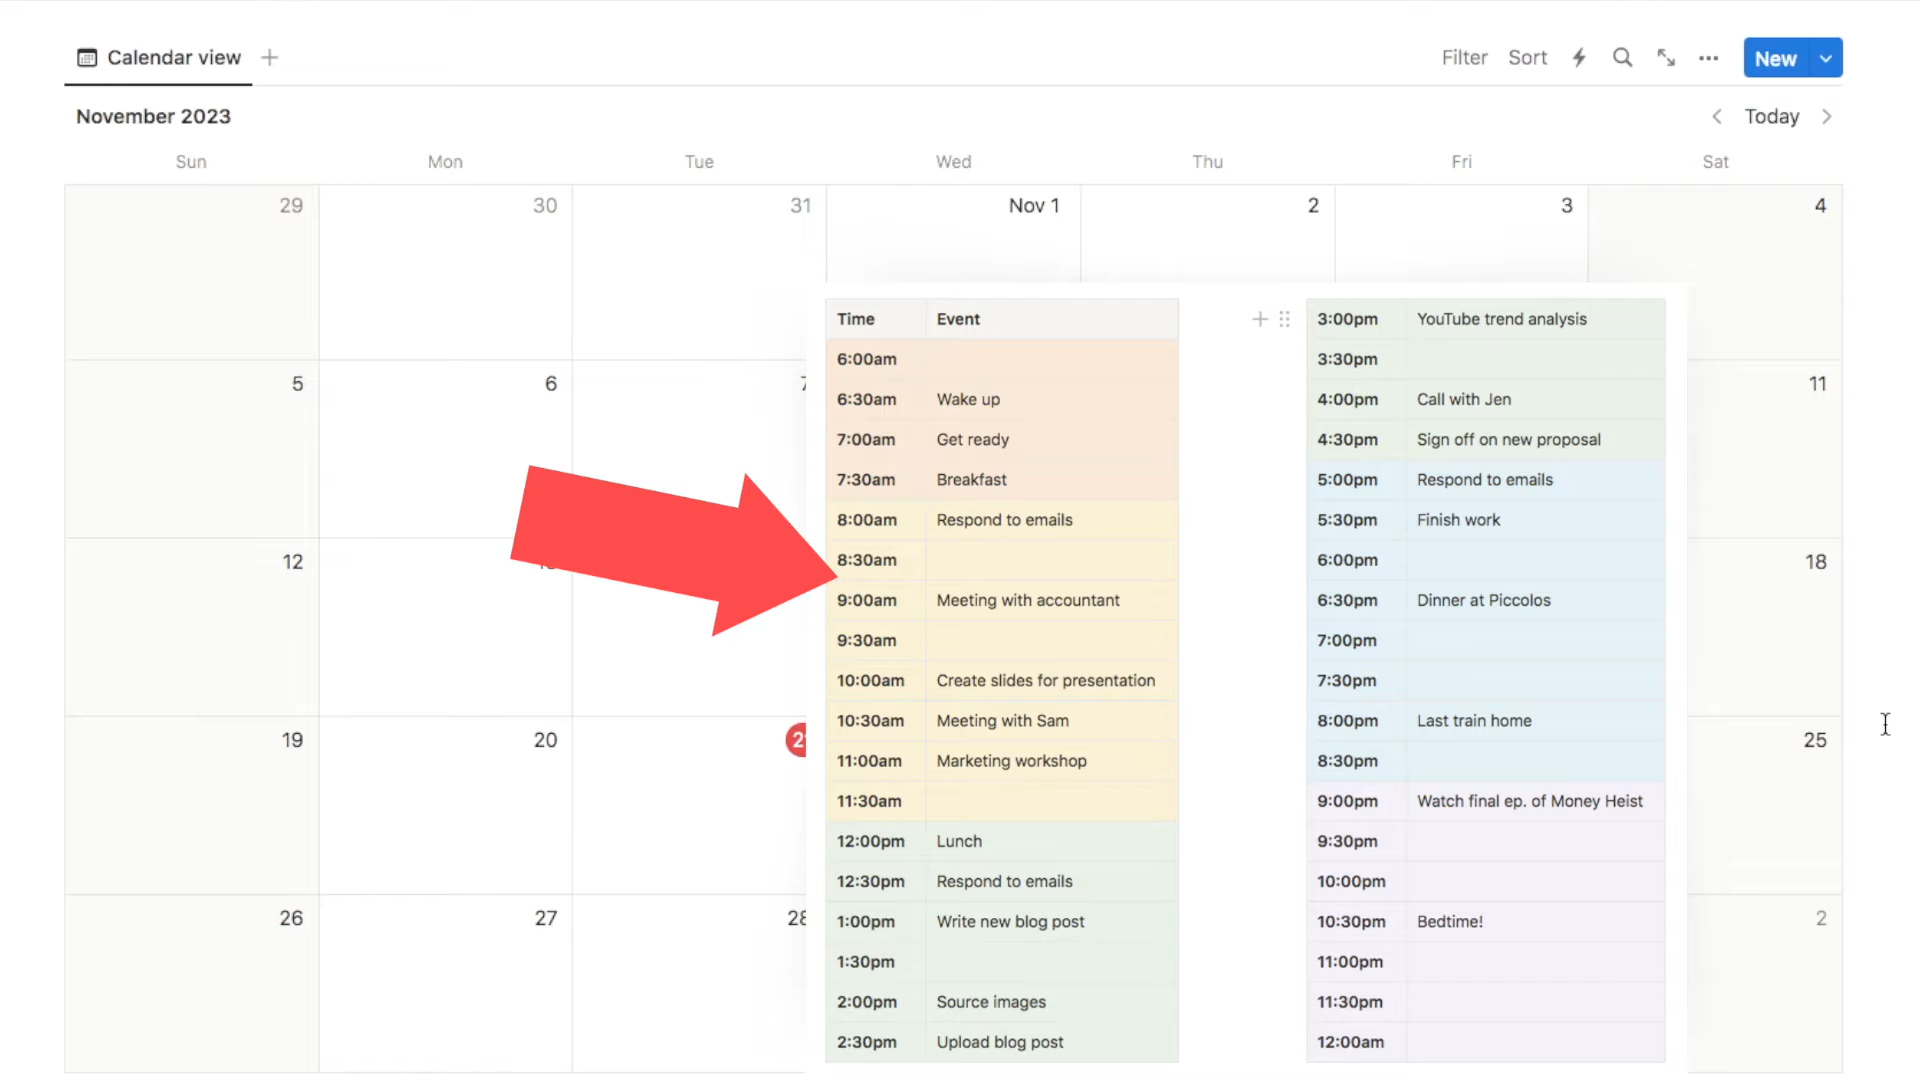 Calendar view
Filter Sort New
November 2023
Today
Sun Mon Tue Wed Thu Fri Sat
29 30 31 Nov 1 2 3 4
5 6 7 11
12 18
19 20 25
26 27 28 2
Time Event
6:00am
6:30am Wake up
7:00am Get ready
7:30am Breakfast
8:00am Respond to emails
8:30am
9:00am Meeting with accountant
9:30am
10:00am Create slides for presentation
10:30am Meeting with Sam
11:00am Marketing workshop
11:30am
12:00pm Lunch
12:30pm Respond to emails
1:00pm Write new blog post
1:30pm
2:00pm Source images
2:30pm Upload blog post
3:00pm YouTube trend analysis
3:30pm
4:00pm Call with Jen
4:30pm Sign off on new proposal
5:00pm Respond to emails
5:30pm Finish work
6:00pm
6:30pm Dinner at Piccolos
7:00pm
7:30pm
8:00pm Last train home
8:30pm
9:00pm Watch final ep. of Money Heist
9:30pm
10:00pm
10:30pm Bedtime!
11:00pm
11:30pm
12:00am